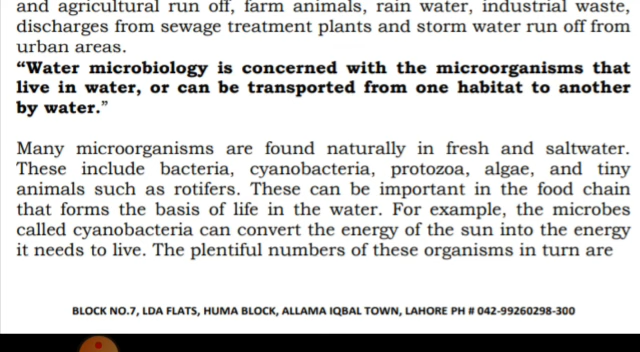 and agricultural run off, farm animals, rain water, industrial waste,
discharges from sewage treatment plants and storm water run off from
urban areas.
“Water microbiology is concerned with the microorganisms that
live in water, or can be transported from one habitat to another
by water.”
Many microorganisms are found naturally in fresh and saltwater.
These include bacteria, cyanobacteria, protozoa, algae, and tiny
animals such as rotifers. These can be important in the food chain
that forms the basis of life in the water. For example, the microbes
called cyanobacteria can convert the energy of the sun into the energy
it needs to live. The plentiful numbers of these organisms in turn are
BLOCK NO.7, LDA FLATS, HUMA BLOCK, ALLAMA IQBAL TOWN, LAHORE PH # 042-99260298-300